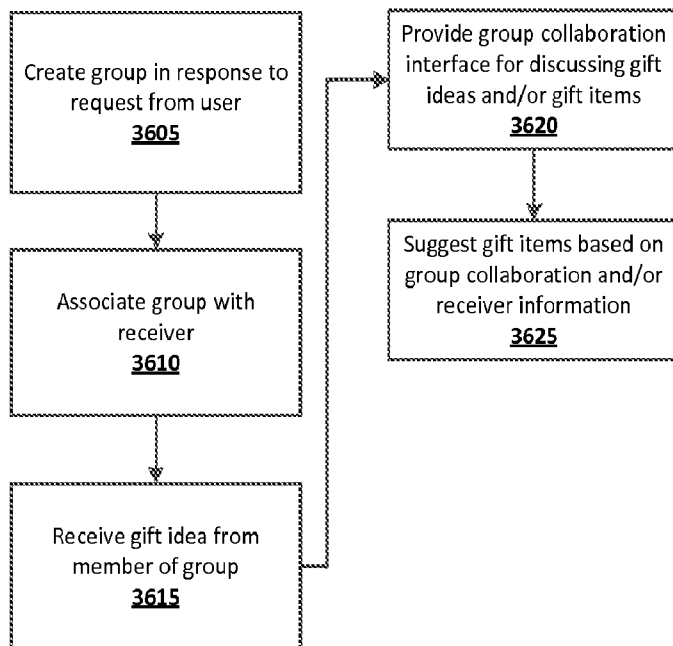 Create group in response to
request from user
3605
Associate group with
receiver
3610
Receive gift idea from
member of group
3615
Provide group collaboration
interface for discussing gift
ideas and/or gift items
3620
Suggest gift items based on
group collaboration and/or
receiver information
3625